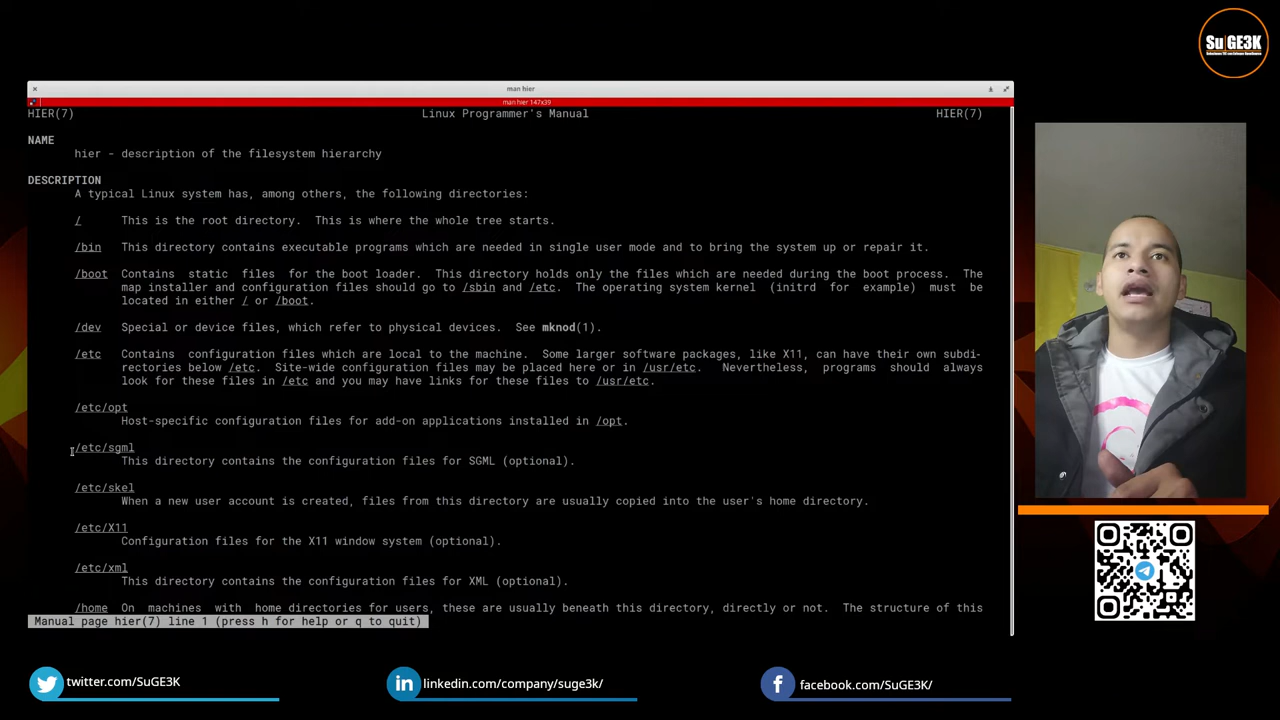 Su GE3K
man hier
man hier 147x39
HIER(7) Linux Programmer's Manual HIER(7)
NAME
hier - description of the filesystem hierarchy
DESCRIPTION
A typical Linux system has, among others, the following directories:
/ This is the root directory. This is where the whole tree starts.
/bin This directory contains executable programs which are needed in single user mode and to bring the system up or repair it.
/boot Contains static files for the boot loader. This directory holds only the files which are needed during the boot process. The
map installer and configuration files should go to /sbin and /etc. The operating system kernel (initrd for example) must be
located in either / or /boot.
/dev Special or device files, which refer to physical devices. See mknod(1).
/etc Contains configuration files which are local to the machine. Some larger software packages, like X11, can have their own subdi-
rectories below /etc. Site-wide configuration files may be placed here or in /usr/etc. Nevertheless, programs should always
look for these files in /etc and you may have links for these files to /usr/etc.
/etc/opt
Host-specific configuration files for add-on applications installed in /opt.
/etc/sgml
This directory contains the configuration files for SGML (optional).
/etc/skel
When a new user account is created, files from this directory are usually copied into the user's home directory.
/etc/X11
Configuration files for the X11 window system (optional).
/etc/xml
This directory contains the configuration files for XML (optional).
/home On machines with home directories for users, these are usually beneath this directory, directly or not. The structure of this
Manual page hier(7) line 1 (press h for help or q to quit)
twitter.com/SuGE3K
linkedin.com/company/suge3k/
facebook.com/SuGE3K/